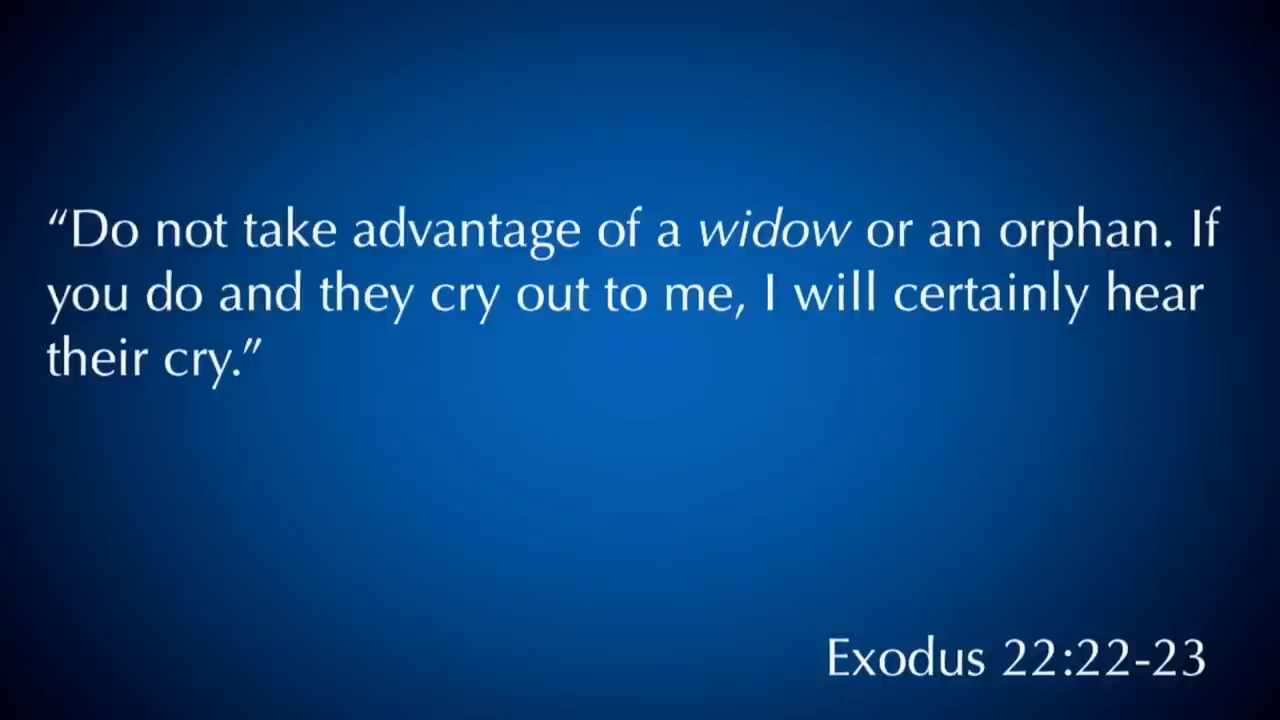 “Do not take advantage of a widow or an orphan. If
you do and they cry out to me, I will certainly hear
their cry.”
Exodus 22:22-23